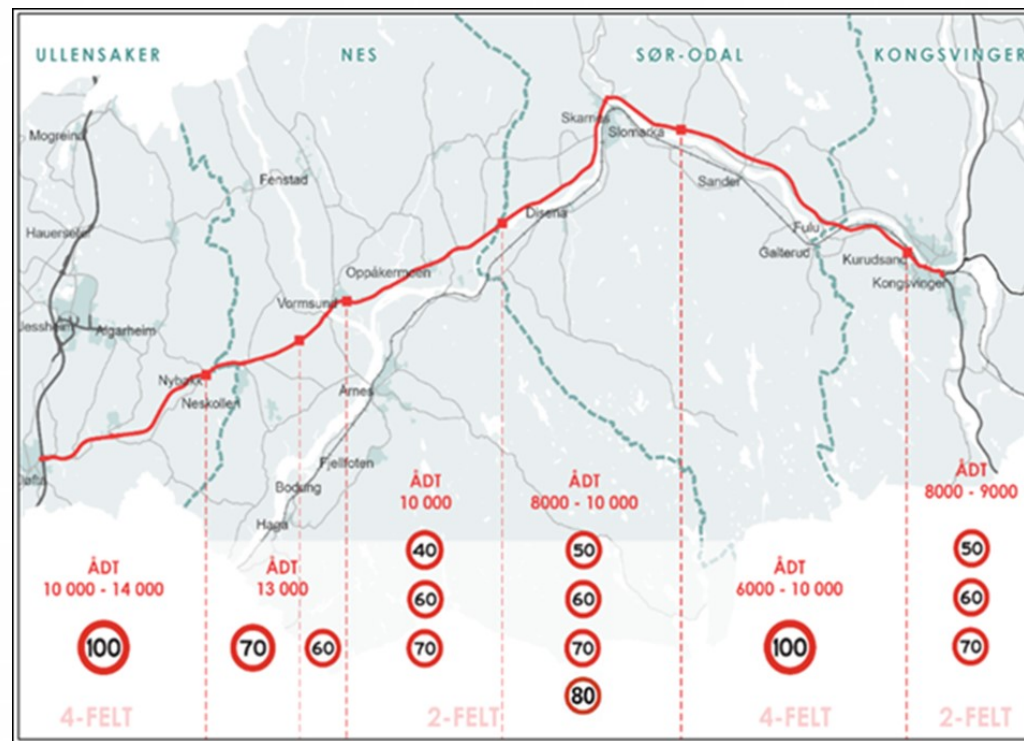 ULLENSAKER
NES
SØR-ODAL
KONGSVINGER
Mogreina
Fenstad
Skarnes
Slomarka
Sander
Hauerseter
Disenå
Fulu
Galterud
Oppåkermoen
Kurudsand
Kongsvinger
Vormsund
Jessheim
Algarheim
Nybakk
Neskollen
Årnes
Fjellfoten
Bodung
Haga
ÅDT
10 000 - 14 000
100
4-FELT
ÅDT
13 000
70
60
ÅDT
10 000
40
60
70
2-FELT
ÅDT
8000 - 10 000
50
60
70
80
ÅDT
6000 - 10 000
100
4-FELT
ÅDT
8000 - 9000
50
60
70
2-FELT